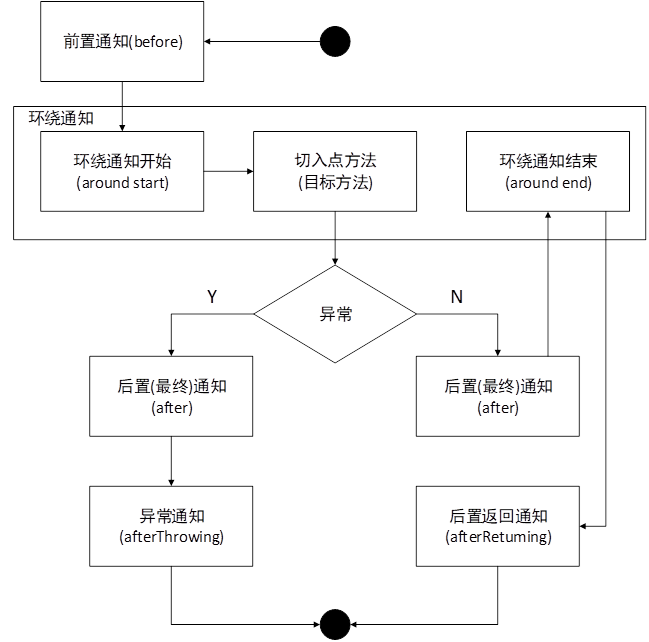 前置通知(before)
环绕通知
环绕通知开始
(around start)
切入点方法
(目标方法)
环绕通知结束
(around end)
异常
Y
N
后置(最终)通知
(after)
后置(最终)通知
(after)
异常通知
(afterThrowing)
后置返回通知
(afterRetuming)